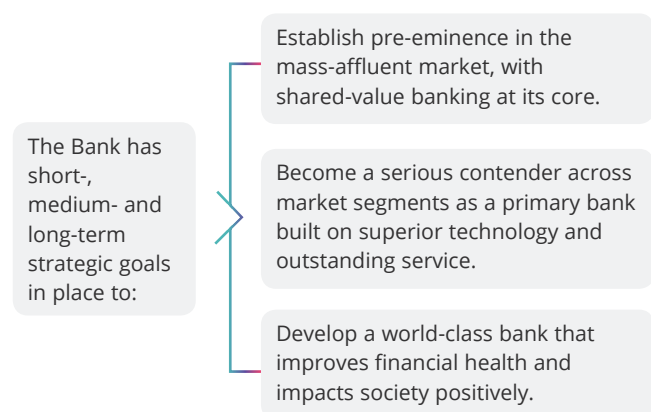 The Bank has
short-,
medium- and
long-term
strategic goals
in place to:
Establish pre-eminence in the
mass-affluent market, with
shared-value banking at its core.
Become a serious contender across
market segments as a primary bank
built on superior technology and
outstanding service.
Develop a world-class bank that
improves financial health and
impacts society positively.